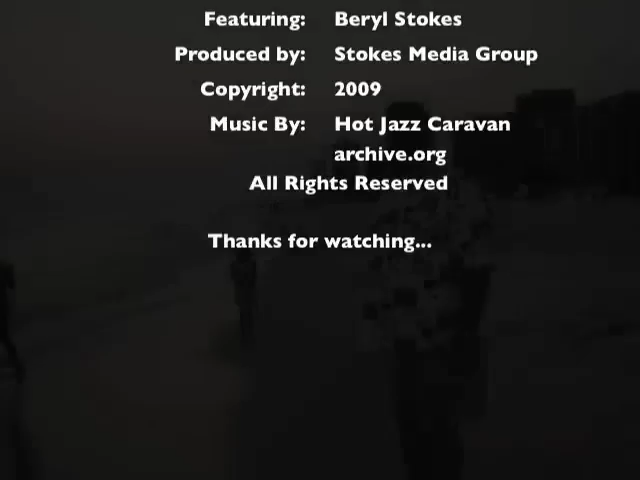 Featuring: Beryl Stokes
Produced by: Stokes Media Group
Copyright: 2009
Music By: Hot Jazz Caravan
archive.org
All Rights Reserved
Thanks for watching...